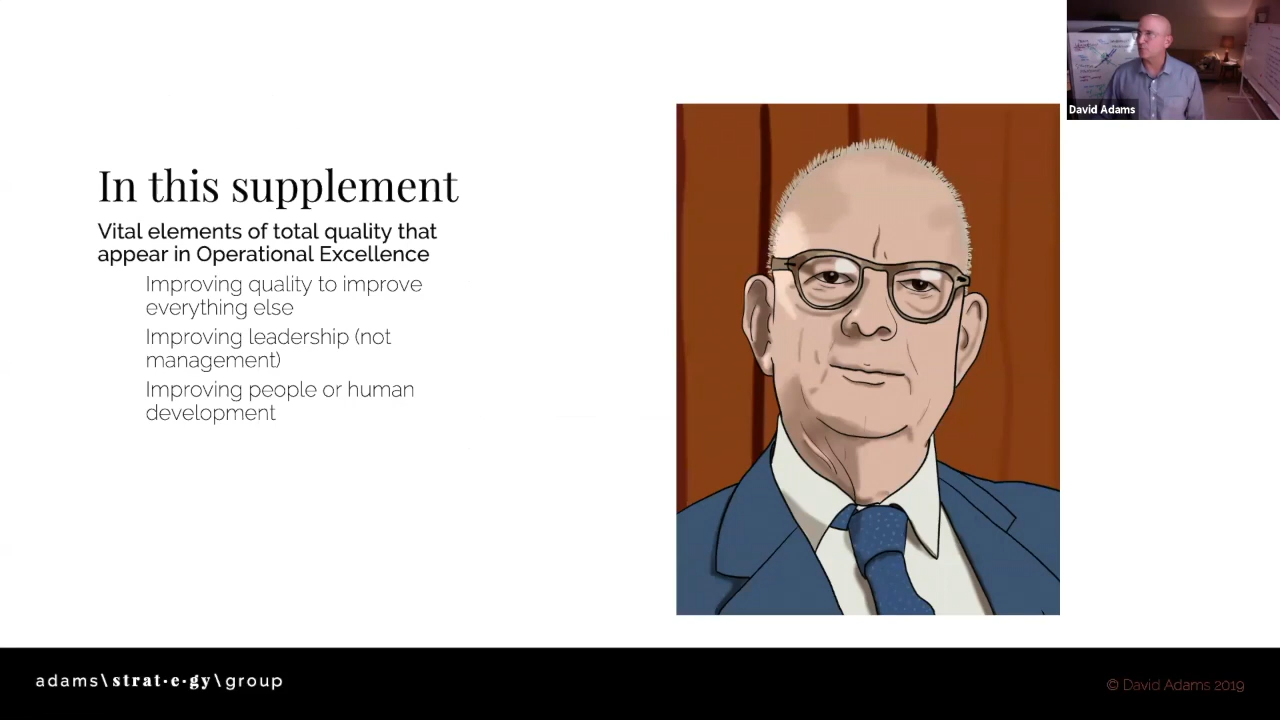 David Adams
In this supplement
Vital elements of total quality that
appear in Operational Excellence
Improving quality to improve
everything else
Improving leadership (not
management)
Improving people or human
development
adams\strat·e·gy\group
© David Adams 2019